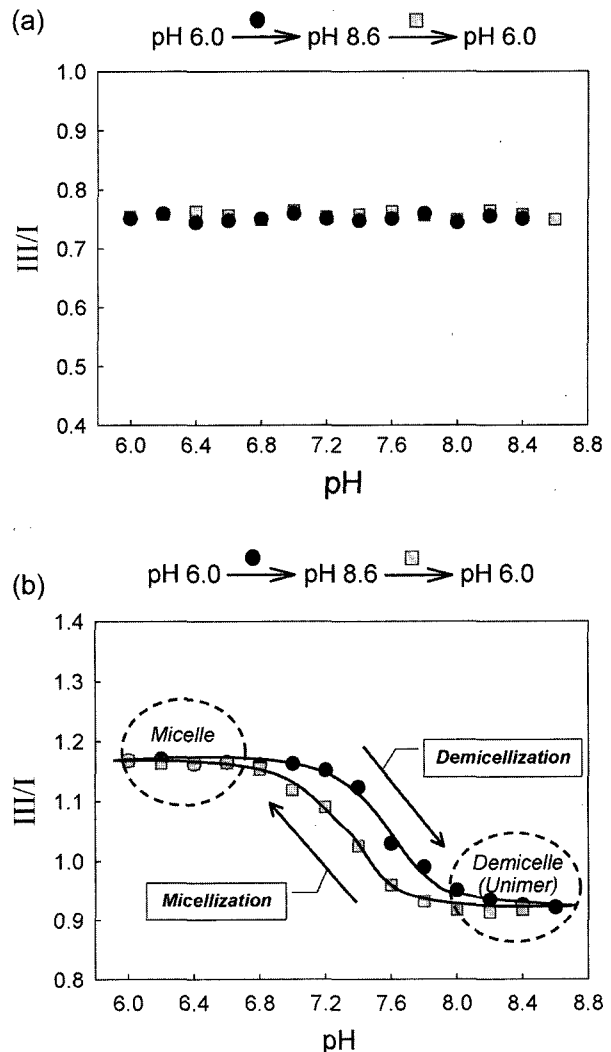 (a)
pH 6.0 pH 8.6 pH 6.0
1.0
0.9
0.8
0.7
0.6
0.5
0.4
III/I
6.0 6.4 6.8 7.2 7.6 8.0 8.4 8.8
pH
(b)
pH 6.0 pH 8.6 pH 6.0
1.4
1.3
1.2
1.1
1.0
0.9
0.8
III/I
Micelle
Demicellization
Demicelle
(Unimer)
Micellization
6.0 6.4 6.8 7.2 7.6 8.0 8.4 8.8
pH